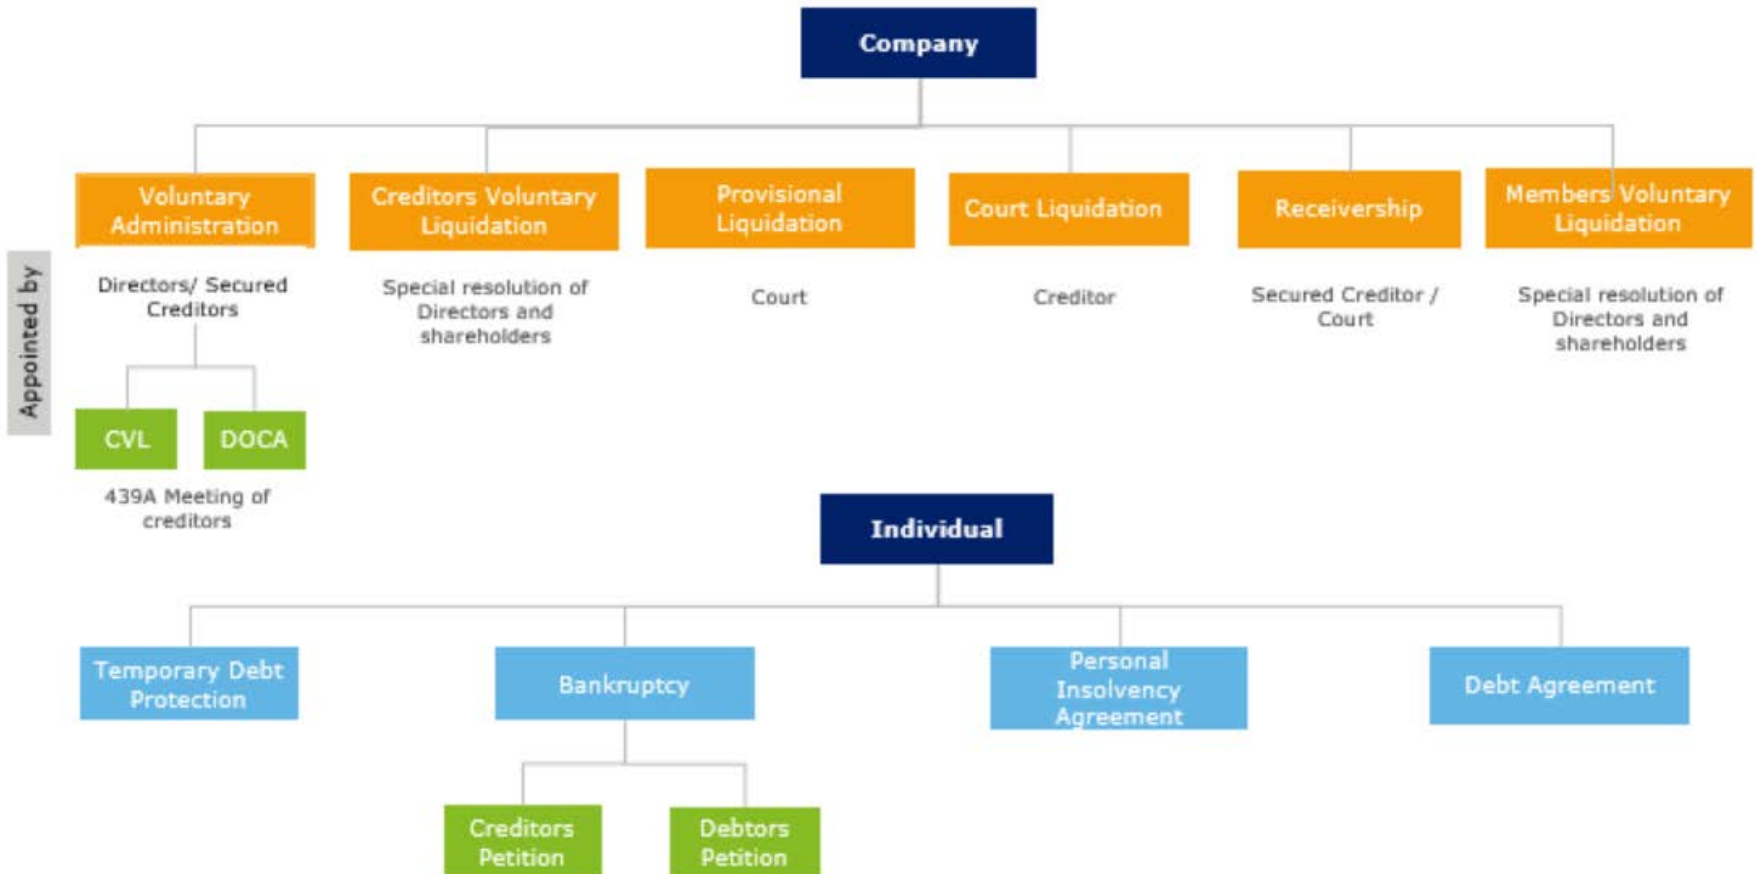 Company
Voluntary
Administration
Creditors Voluntary
Liquidation
Provisional
Liquidation
Court Liquidation
Receivership
Members Voluntary
Liquidation
Appointed by
Directors/ Secured
Creditors
Special resolution of
Directors and
shareholders
Court
Creditor
Secured Creditor /
Court
Special resolution of
Directors and
shareholders
CVL
DOCA
439A Meeting of
creditors
Individual
Temporary Debt
Protection
Bankruptcy
Personal
Insolvency
Agreement
Debt Agreement
Creditors
Petition
Debtors
Petition